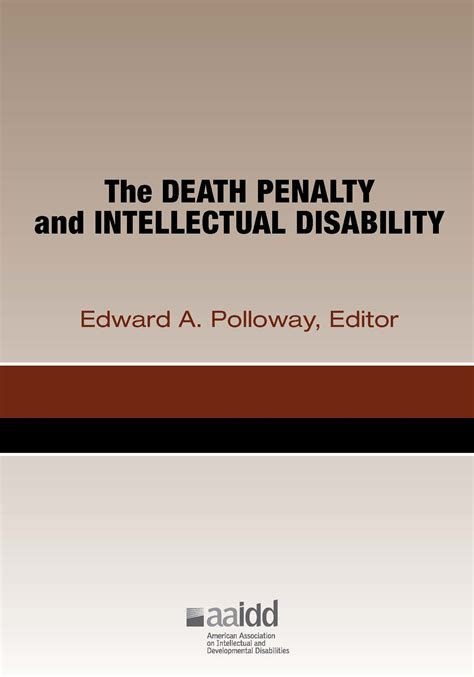 The DEATH PENALTY
and INTELLECTUAL DISABILITY
Edward A. Polloway, Editor
aaidd
American Association
on Intellectual and
Developmental Disabilities